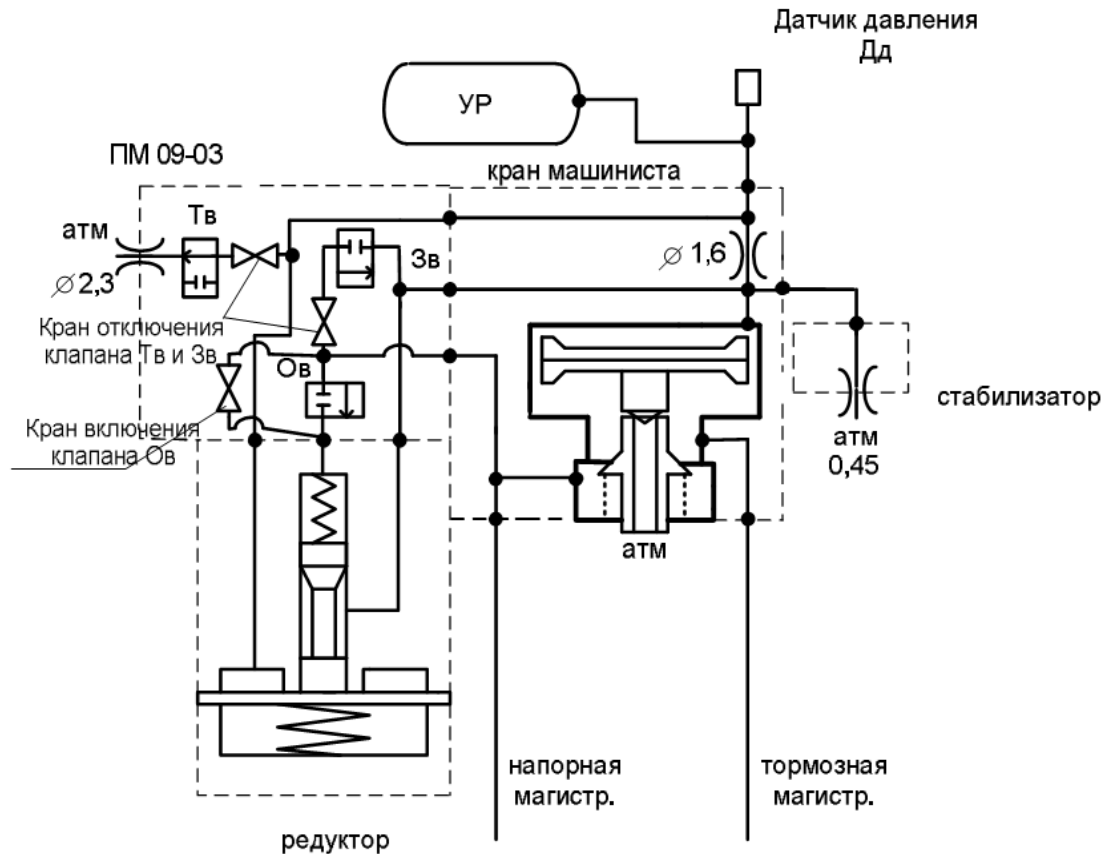 Датчик давления
Дд
УР
ПМ 09-03
кран машиниста
Тв
атм
Зв
⌀ 1,6
⌀ 2,3
Кран отключения
клапана Тв и Зв
Ов
стабилизатор
Кран включения
клапана Ов
атм
0,45
атм
напорная
магистр.
тормозная
магистр.
редуктор